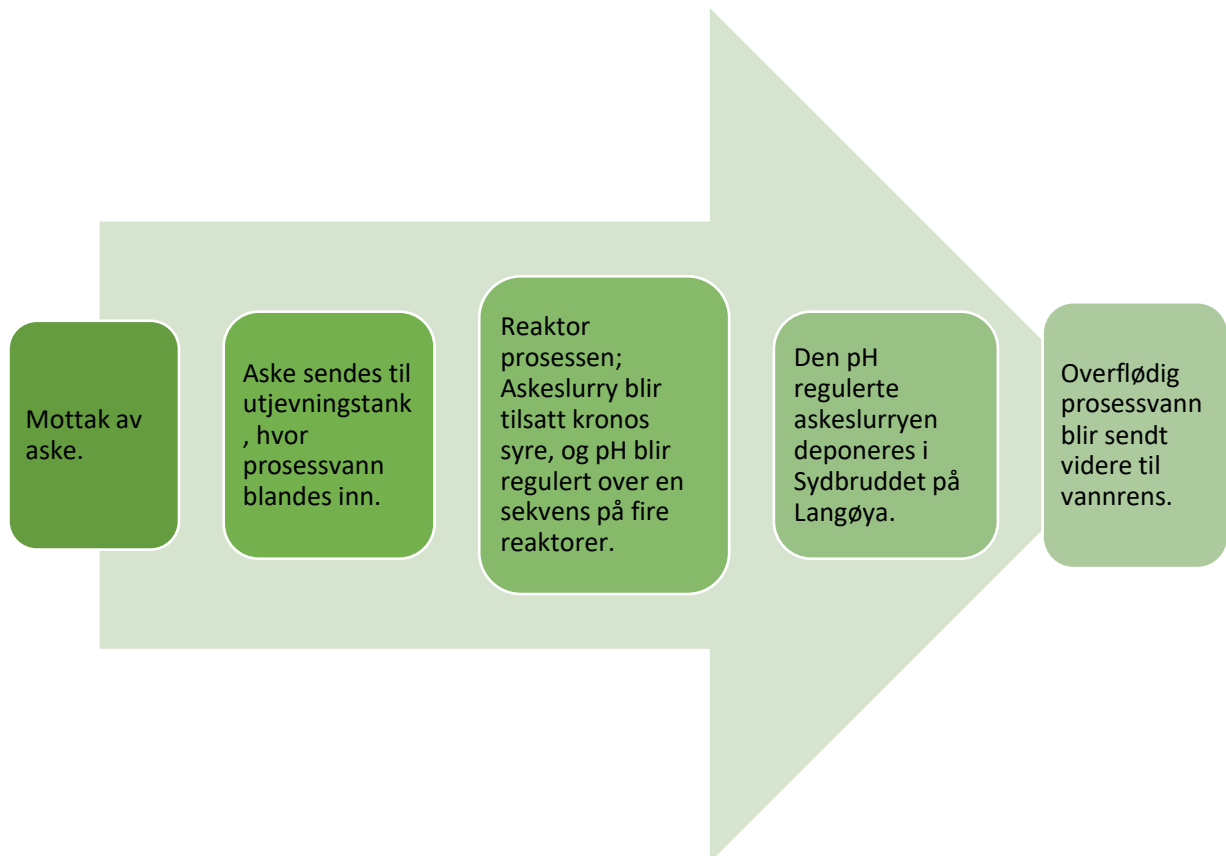 Mottak av
aske.
Aske sendes til
utjevningstank
, hvor
prosessvann
blandes inn.
Reaktor
prosessen;
Askeslurry blir
tilsatt kronos
syre, og pH blir
regulert over en
sekvens på fire
reaktorer.
Den pH
regulerte
askeslurryen
deponeres i
Sydbruddet på
Langøya.
Overflødig
prosessvann
blir sendt
videre til
vannrens.